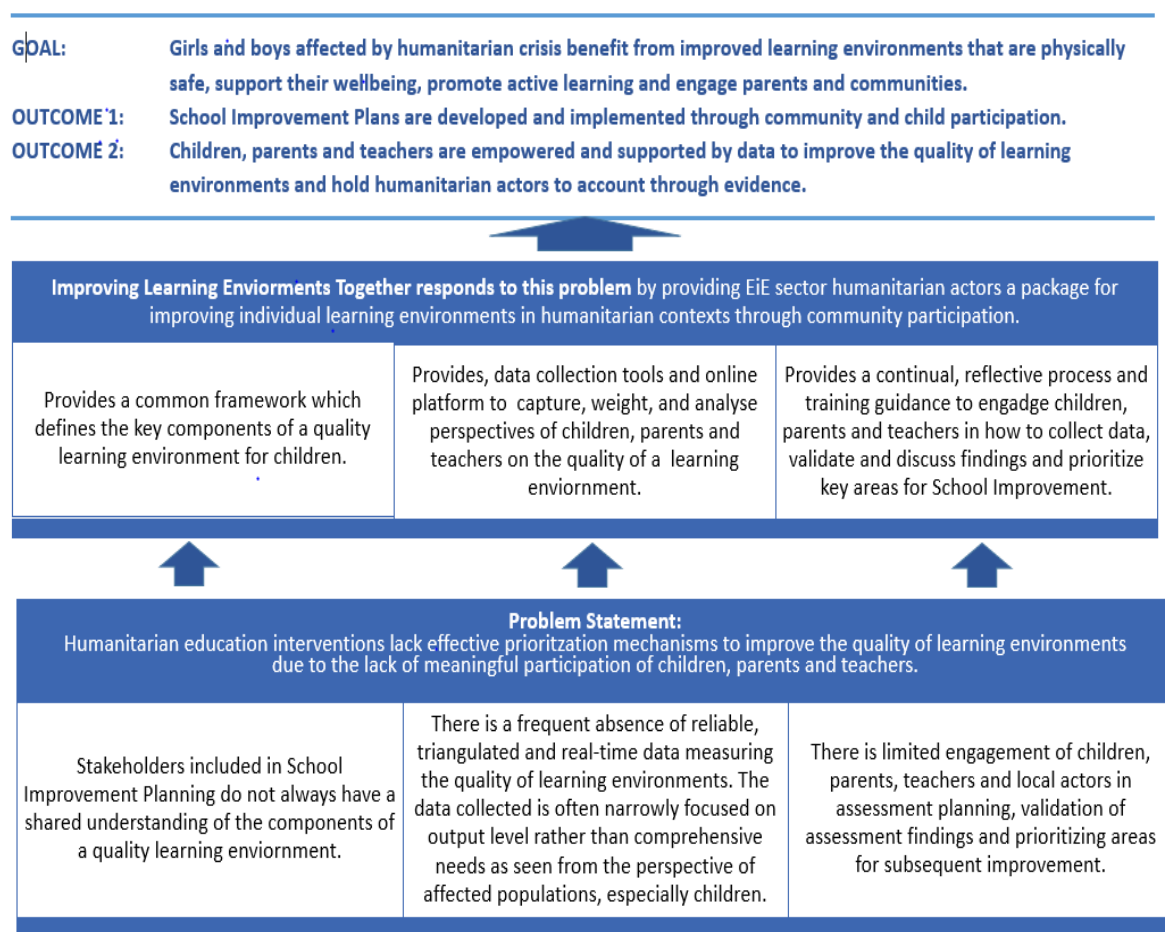 GOAL: Girls and boys affected by humanitarian crisis benefit from improved learning environments that are physically
safe, support their wellbeing, promote active learning and engage parents and communities.
OUTCOME 1: School Improvement Plans are developed and implemented through community and child participation.
OUTCOME 2: Children, parents and teachers are empowered and supported by data to improve the quality of learning
environments and hold humanitarian actors to account through evidence.
Improving Learning Enviorments Together responds to this problem by providing EiE sector humanitarian actors a package for
improving individual learning environments in humanitarian contexts through community participation.
Provides a common framework which
defines the key components of a quality
learning environment for children.
Provides, data collection tools and online
platform to capture, weight, and analyse
perspectives of children, parents and
teachers on the quality of a learning
enviornment.
Provides a continual, reflective process and
training guidance to engadge children,
parents and teachers in how to collect data,
validate and discuss findings and prioritize
key areas for School Improvement.
Problem Statement:
Humanitarian education interventions lack effective prioritzation mechanisms to improve the quality of learning environments
due to the lack of meaningful participation of children, parents and teachers.
Stakeholders included in School
Improvement Planning do not always have a
shared understanding of the components of
a quality learning enviornment.
There is a frequent absence of reliable,
triangulated and real-time data measuring
the quality of learning environments. The
data collected is often narrowly focused on
output level rather than comprehensive
needs as seen from the perspective of
affected populations, especially children.
There is limited engagement of children,
parents, teachers and local actors in
assessment planning, validation of
assessment findings and prioritizing areas
for subsequent improvement.